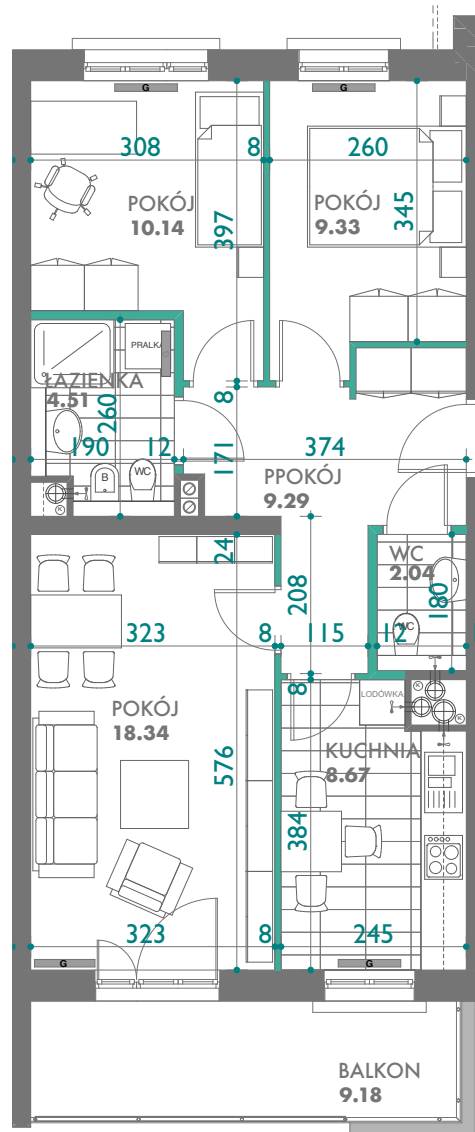 G
G
308
8
260
POKÓJ
10.14
POKÓJ
9.33
397
345
PRALKA
ŁAZIENKA
4.51
260
8
190
12
171
374
B
WC
PPOKÓJ
9.29
K
24
WC
2.04
180
208
WC
323
8
115
12
8
LODÓWKA
K
K
POKÓJ
18.34
KUCHNIA
8.67
576
384
323
8
245
G
G
BALKON
9.18